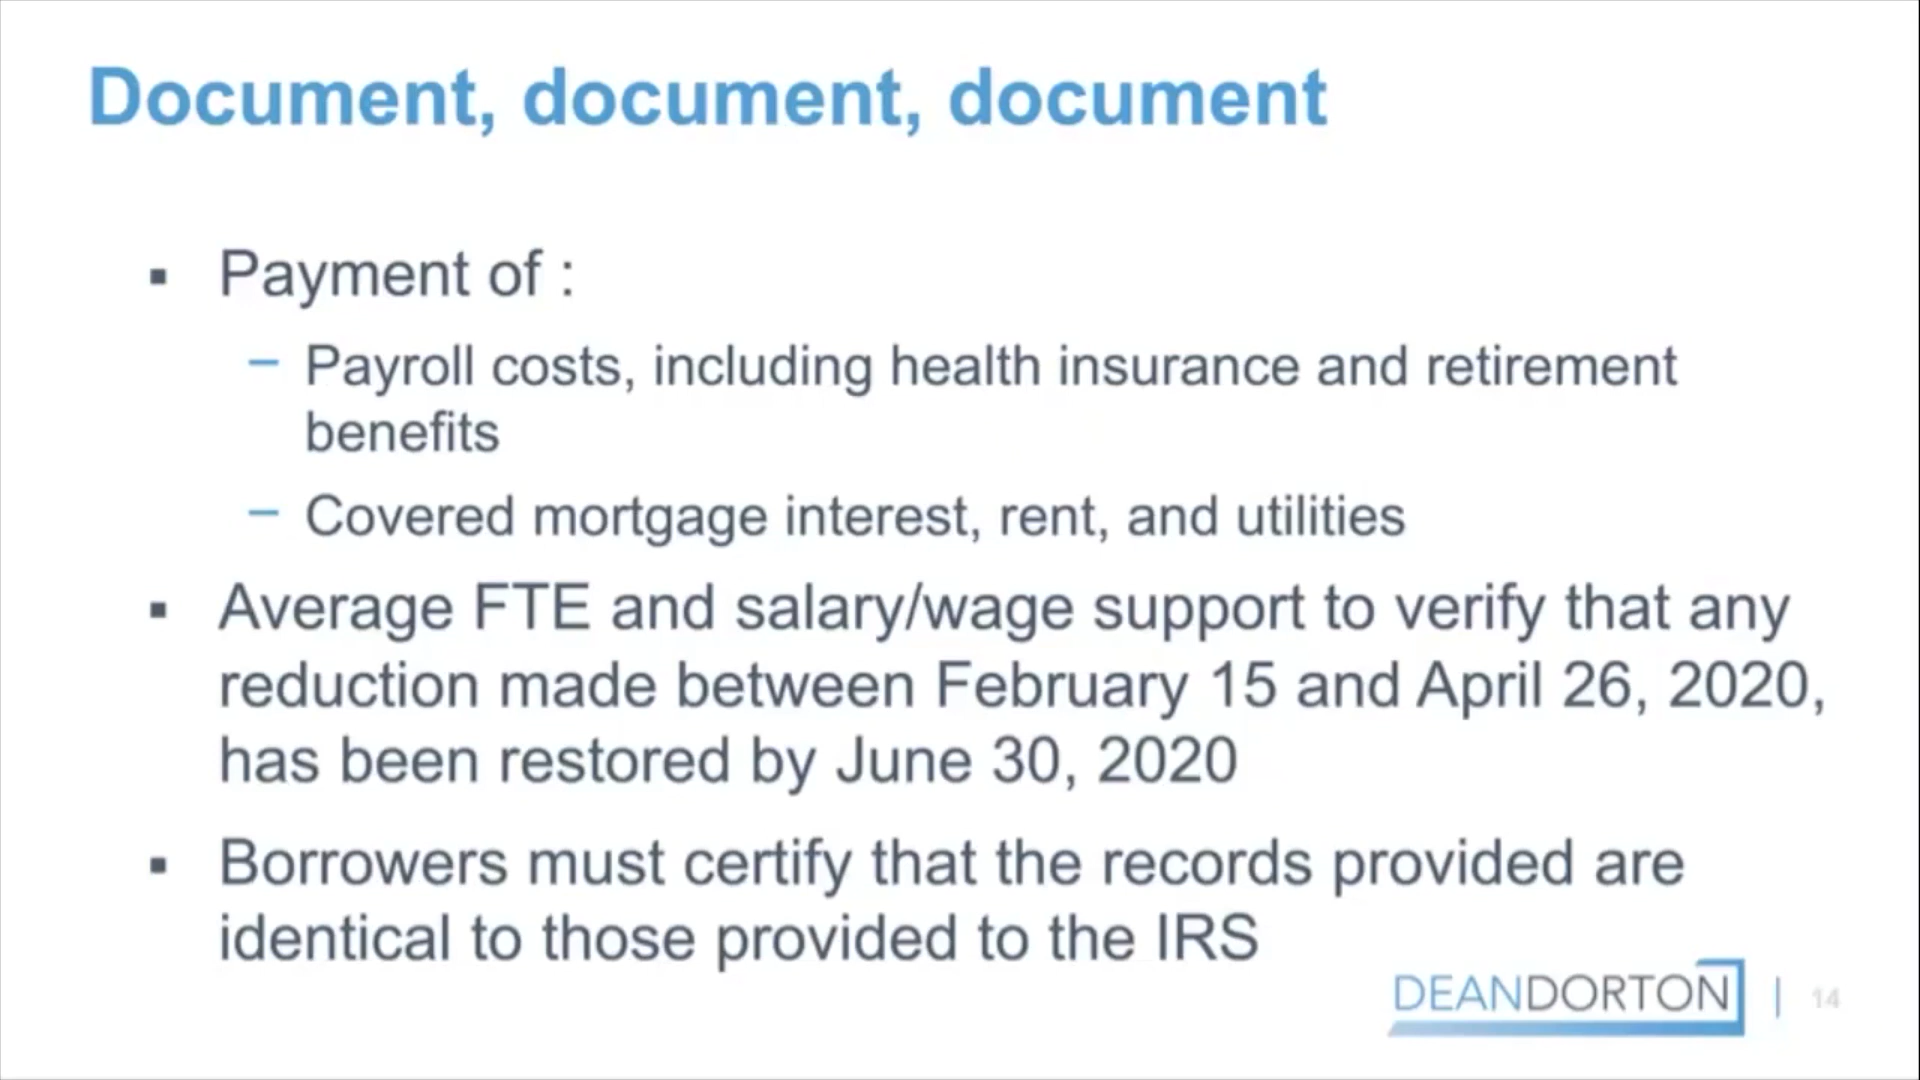 Document, document, document
▪ Payment of :
– Payroll costs, including health insurance and retirement
benefits
– Covered mortgage interest, rent, and utilities
▪ Average FTE and salary/wage support to verify that any
reduction made between February 15 and April 26, 2020,
has been restored by June 30, 2020
▪ Borrowers must certify that the records provided are
identical to those provided to the IRS
DEANDORTON | 14